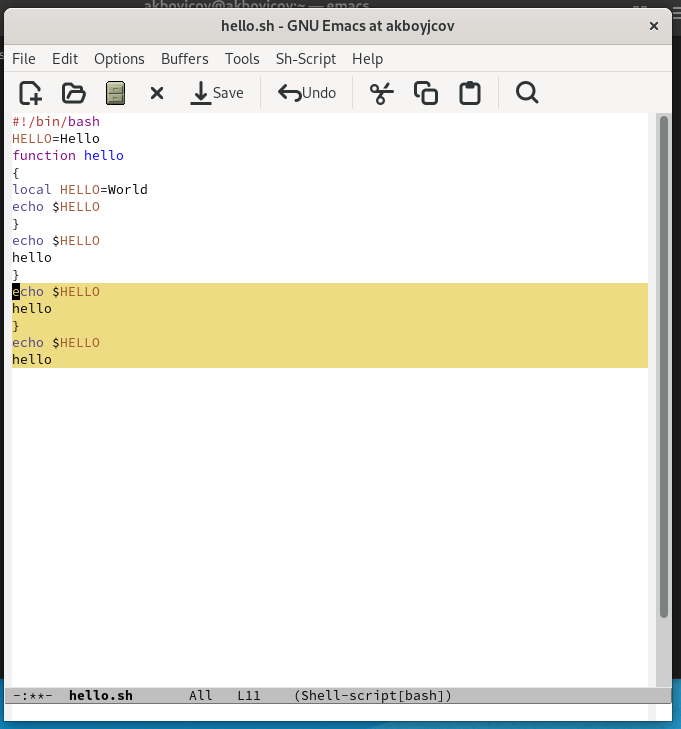 akboyjcov@akboyjcov:~ — emacs
hello.sh - GNU Emacs at akboyjcov
File Edit Options Buffers Tools Sh-Script Help
Save Undo
#!/bin/bash
HELLO=Hello
function hello
{
local HELLO=World
echo $HELLO
}
echo $HELLO
hello
}
echo $HELLO
hello
}
echo $HELLO
hello
-:**- hello.sh All L11 (Shell-script[bash])